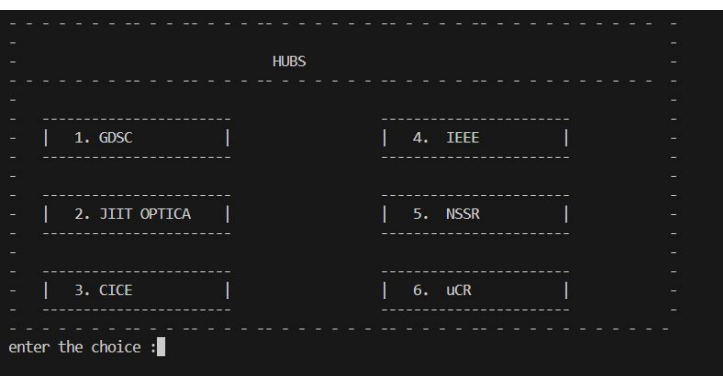 HUBS
| 1. GDSC | | 4. IEEE |
| 2. JIIT OPTICA | | 5. NSSR |
| 3. CICE | | 6. uCR |
enter the choice :